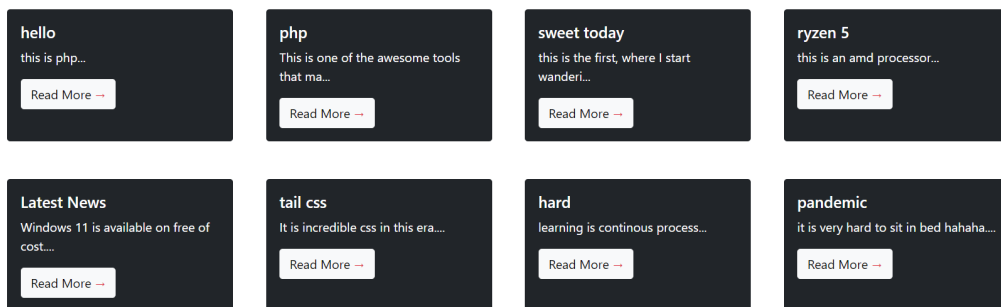 hello
this is php...
Read More →
php
This is one of the awesome tools
that ma...
Read More →
sweet today
this is the first, where I start
wanderi...
Read More →
ryzen 5
this is an amd processor...
Read More →
Latest News
Windows 11 is available on free of
cost....
Read More →
tail css
It is incredible css in this era....
Read More →
hard
learning is continous process...
Read More →
pandemic
it is very hard to sit in bed hahaha....
Read More →